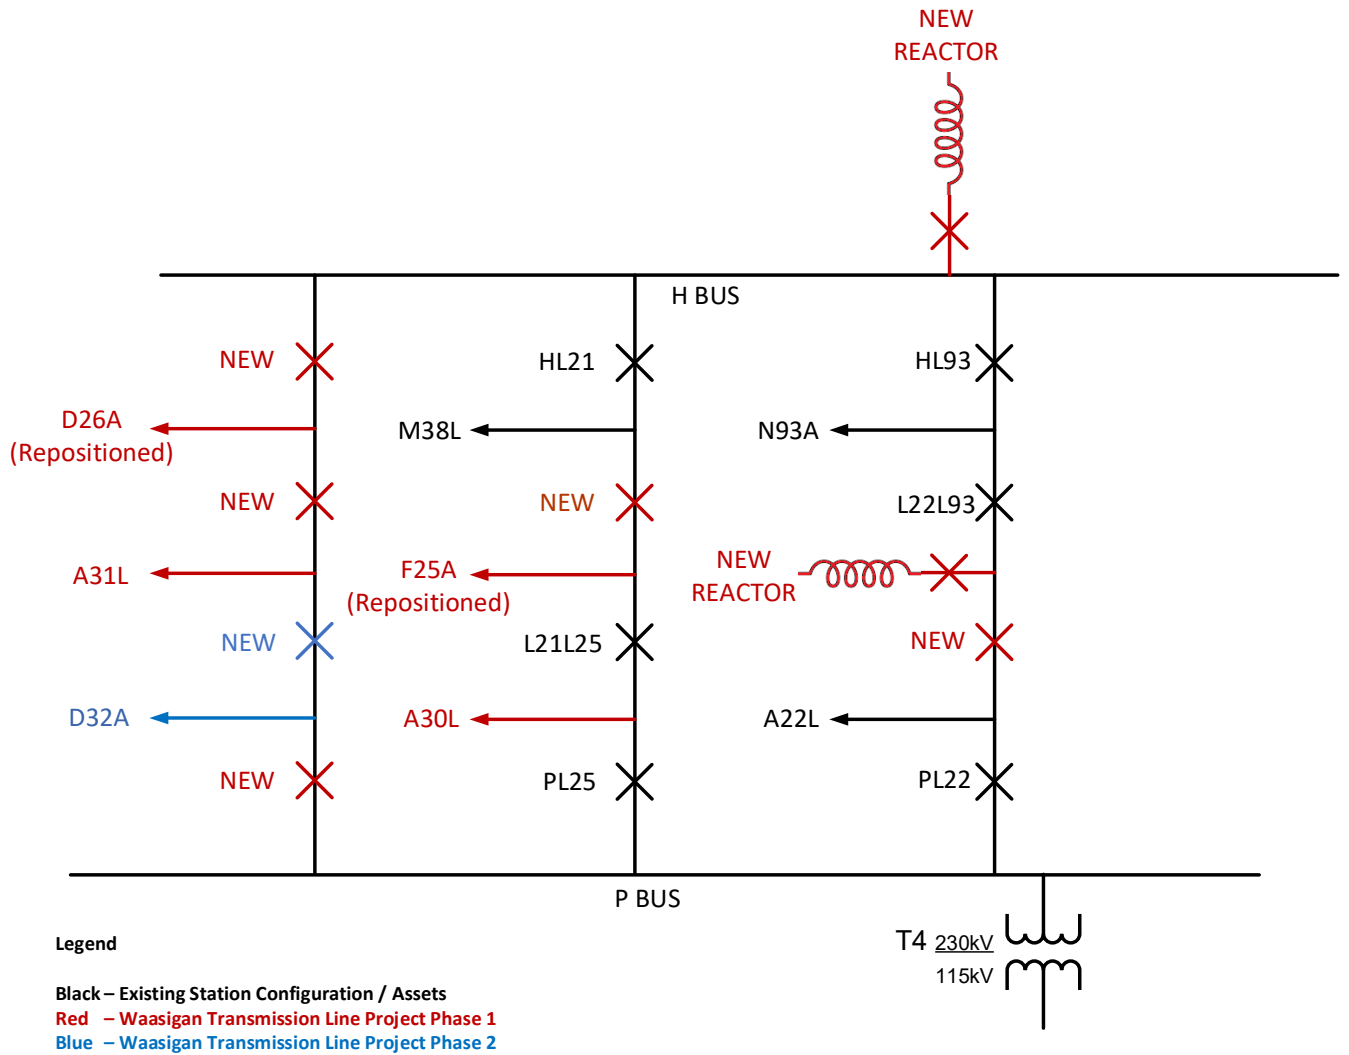 NEW
REACTOR
H BUS
NEW
HL21
HL93
D26A
(Repositioned)
M38L
N93A
NEW
NEW
L22L93
A31L
F25A
(Repositioned)
NEW
REACTOR
NEW
L21L25
NEW
D32A
A30L
A22L
NEW
PL25
PL22
P BUS
T4 230kV
115kV
Legend
Black – Existing Station Configuration / Assets
Red – Waasigan Transmission Line Project Phase 1
Blue – Waasigan Transmission Line Project Phase 2